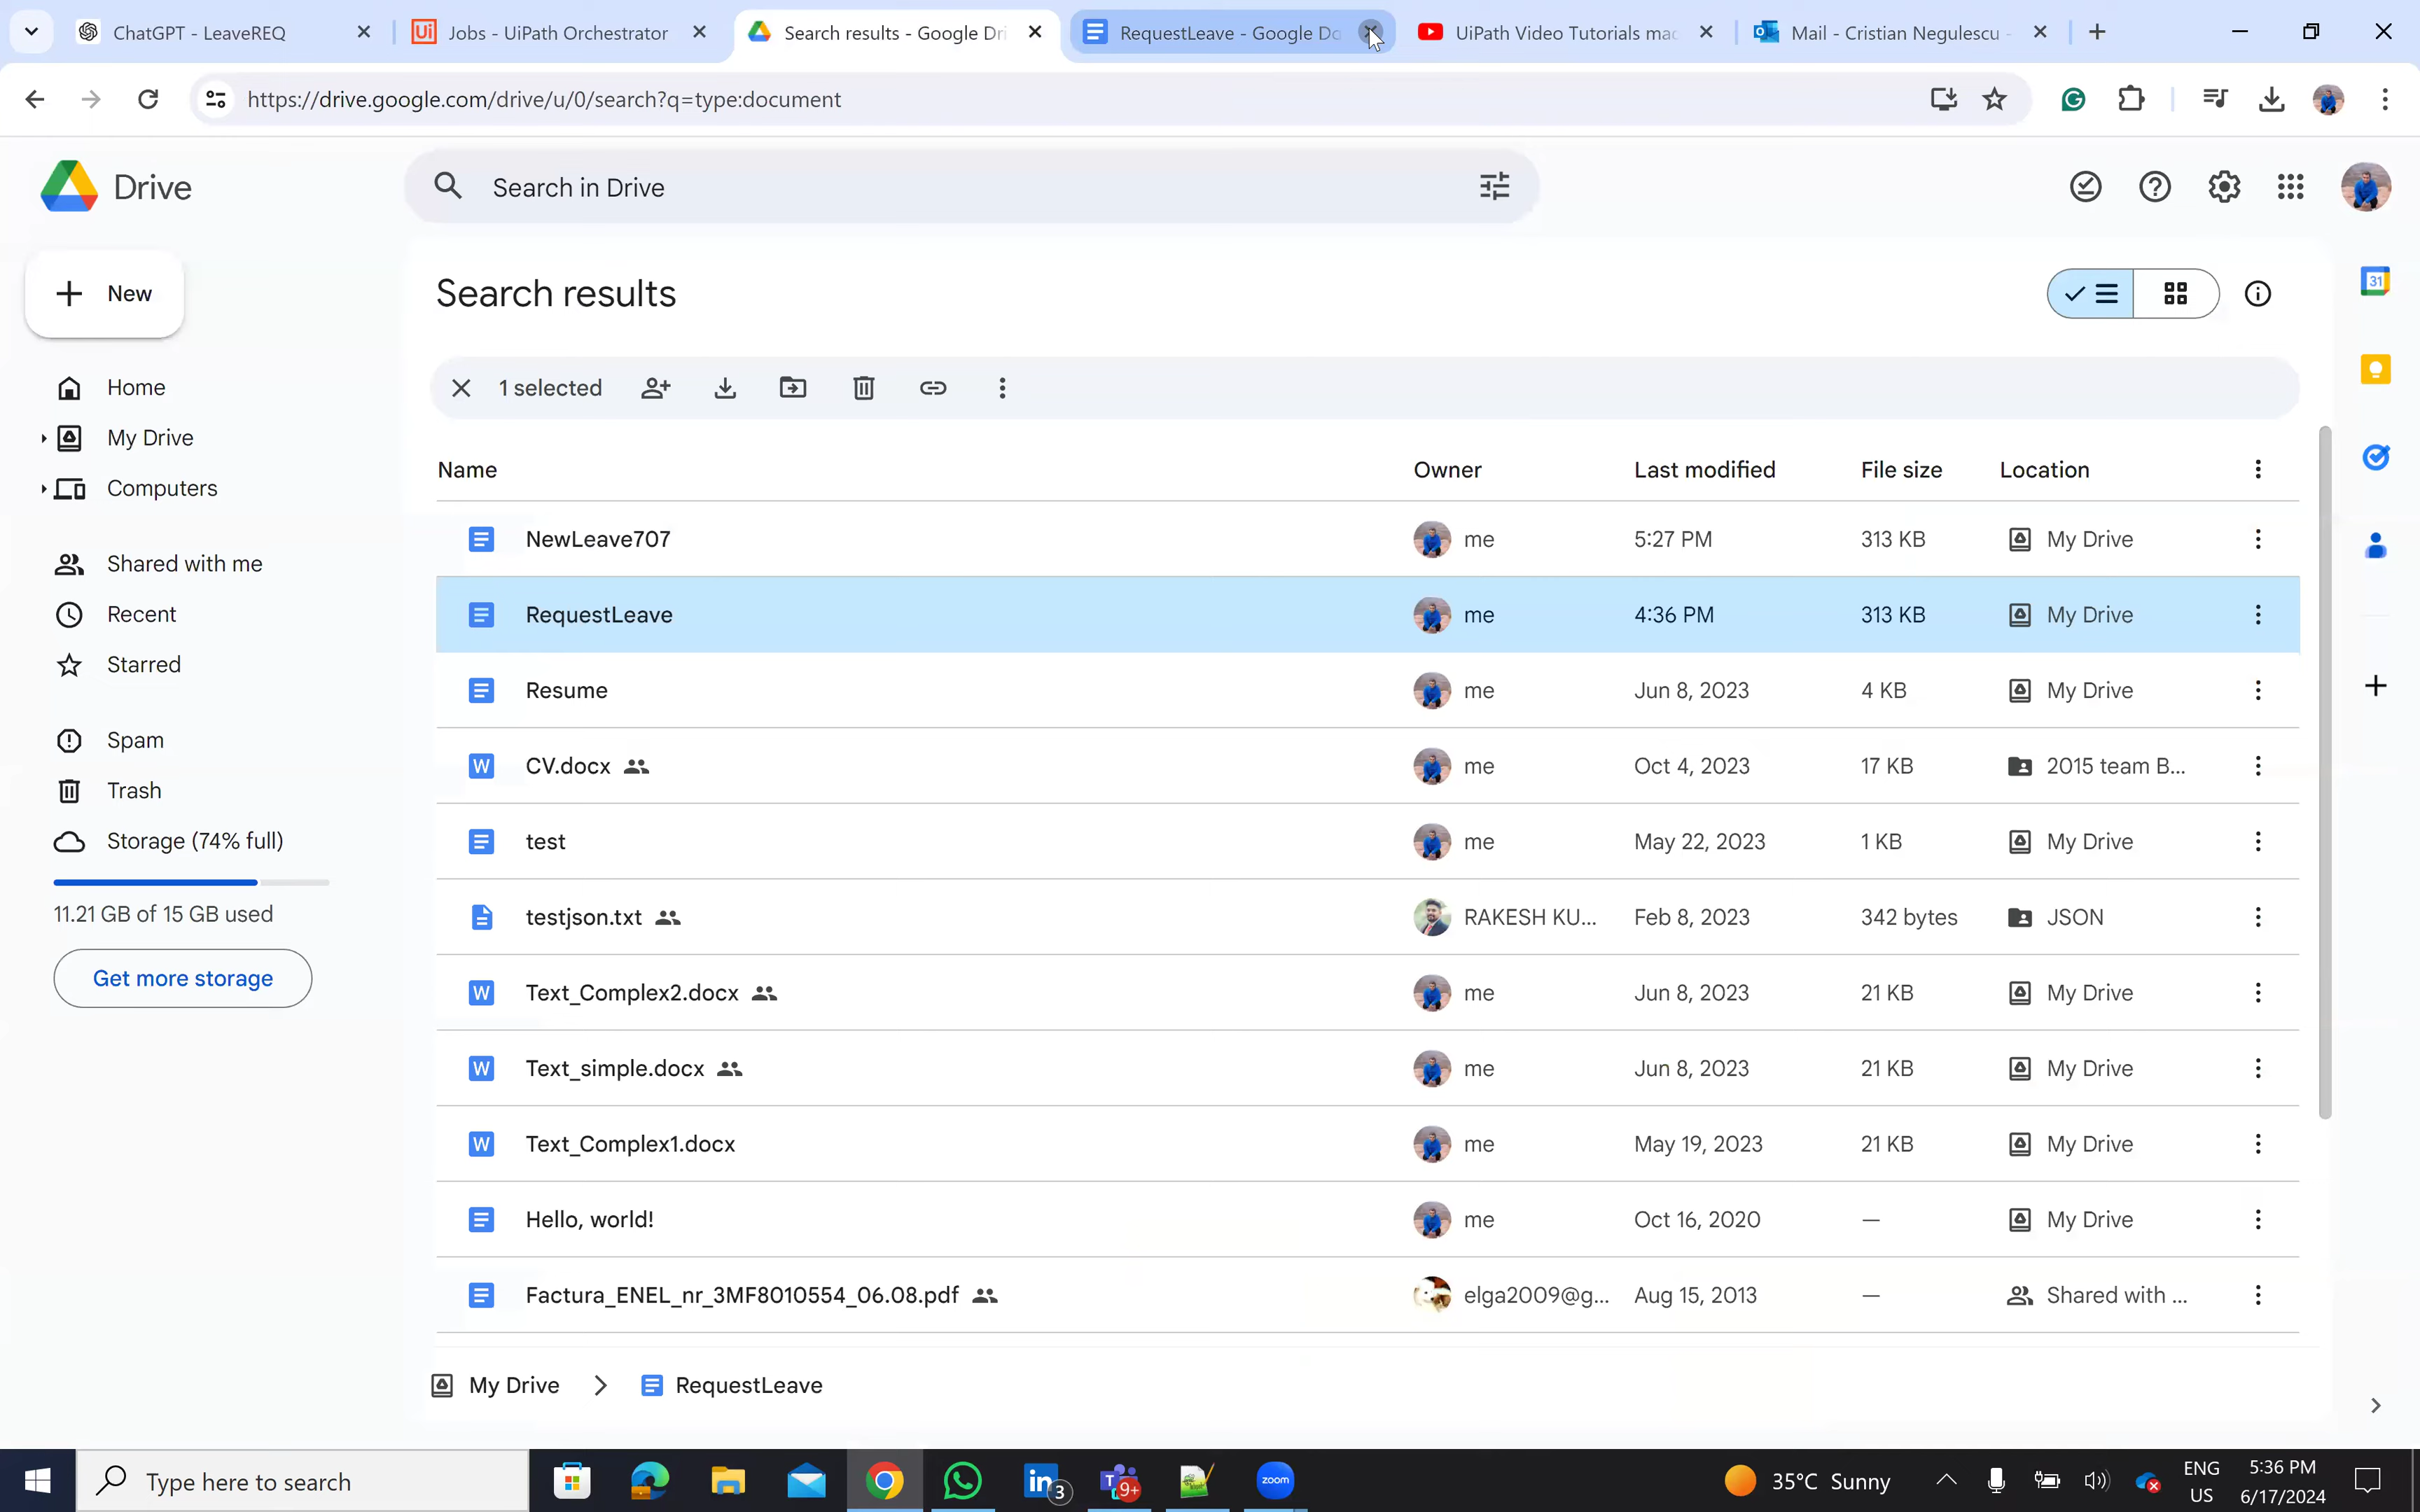 ChatGPT - LeaveREQ
Jobs - UiPath Orchestrator
Search results - Google Dri
RequestLeave - Google Do
UiPath Video Tutorials mad
Mail - Cristian Negulescu -
https://drive.google.com/drive/u/0/search?q=type:document
Drive
Search in Drive
New
Search results
31
1 selected
Home
My Drive
Computers
Shared with me
Recent
Starred
Spam
Trash
Storage (74% full)
11.21 GB of 15 GB used
Get more storage
Name Owner Last modified File size Location
NewLeave707 me 5:27 PM 313 KB My Drive
RequestLeave me 4:36 PM 313 KB My Drive
Resume me Jun 8, 2023 4 KB My Drive
CV.docx me Oct 4, 2023 17 KB 2015 team B...
test me May 22, 2023 1 KB My Drive
testjson.txt RAKESH KU... Feb 8, 2023 342 bytes JSON
Text_Complex2.docx me Jun 8, 2023 21 KB My Drive
Text_simple.docx me Jun 8, 2023 21 KB My Drive
Text_Complex1.docx me May 19, 2023 21 KB My Drive
Hello, world! me Oct 16, 2020 — My Drive
Factura_ENEL_nr_3MF8010554_06.08.pdf elga2009@g... Aug 15, 2013 — Shared with ...
My Drive > RequestLeave
Type here to search
3
9+
zoom
35°C Sunny
ENG
US
5:36 PM
6/17/2024